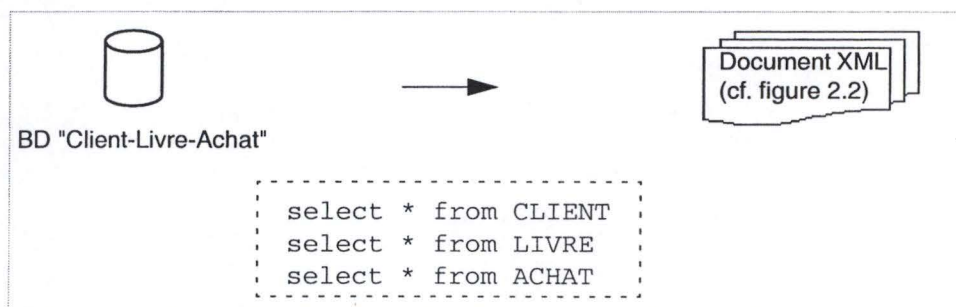 Document XML
(cf. figure 2.2)
BD "Client-Livre-Achat"
select * from CLIENT
select * from LIVRE
select * from ACHAT